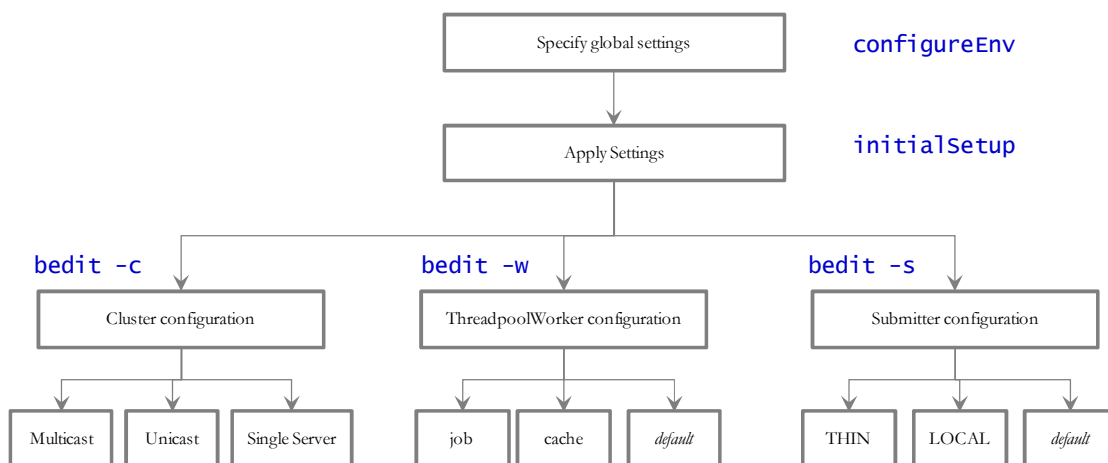 Specify global settings
configureEnv
Apply Settings
initialSetup
bedit -c
bedit -w
bedit -s
Cluster configuration
ThreadpoolWorker configuration
Submitter configuration
Multicast
Unicast
Single Server
job
cache
default
THIN
LOCAL
default